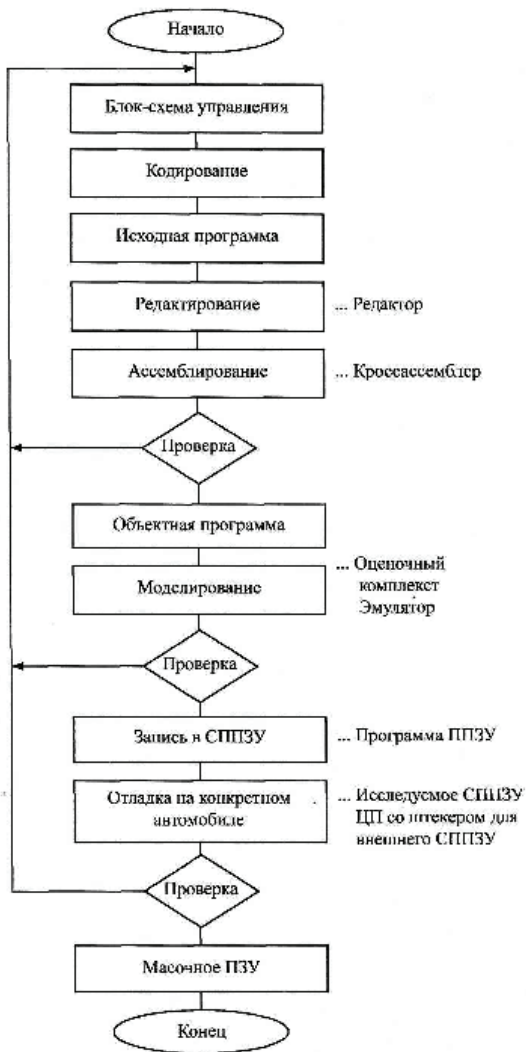 Начало
Блок-схема управления
Кодирование
Исходная программа
Редактирование
... Редактор
Ассемблирование
... Кроссассемблер
Проверка
Объектная программа
Моделирование
... Оценочный
комплекст
Эмулятор
Проверка
Запись в СППЗУ
... Программа ППЗУ
Отладка на конкретном
автомобиле
... Исследуемое СППЗУ
ЦП со штекером для
внешнего СППЗУ
Проверка
Масочное ПЗУ
Конец